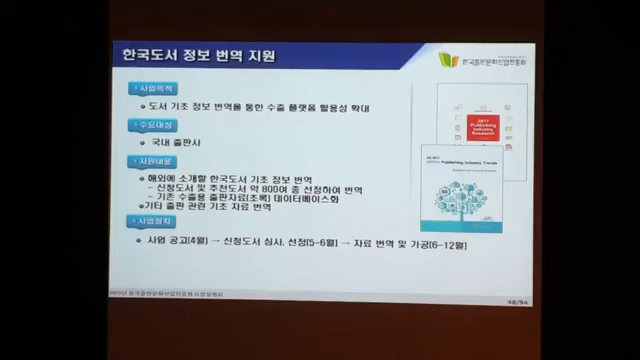 한국도서 정보 번역 지원
한국출판문화산업진흥원
사업목적
도서 기초 정보 번역을 통한 수출 플랫폼 활용성 확대
수요대상
국내 출판사
지원내용
해외에 소개할 한국도서 기초 정보 번역
- 신청도서 및 추천도서 약 800여 종 선정하여 번역
- 기존 수출용 출판자료(초록) 데이터베이스화
기타 출판 관련 기초 자료 번역
사업절차
사업 공고(4월) → 신청도서 심사, 선정(5-6월) → 자료 번역 및 가공(6-12월)
2017
Publishing
Industry
Research
Publishing Industry Trends
48/94